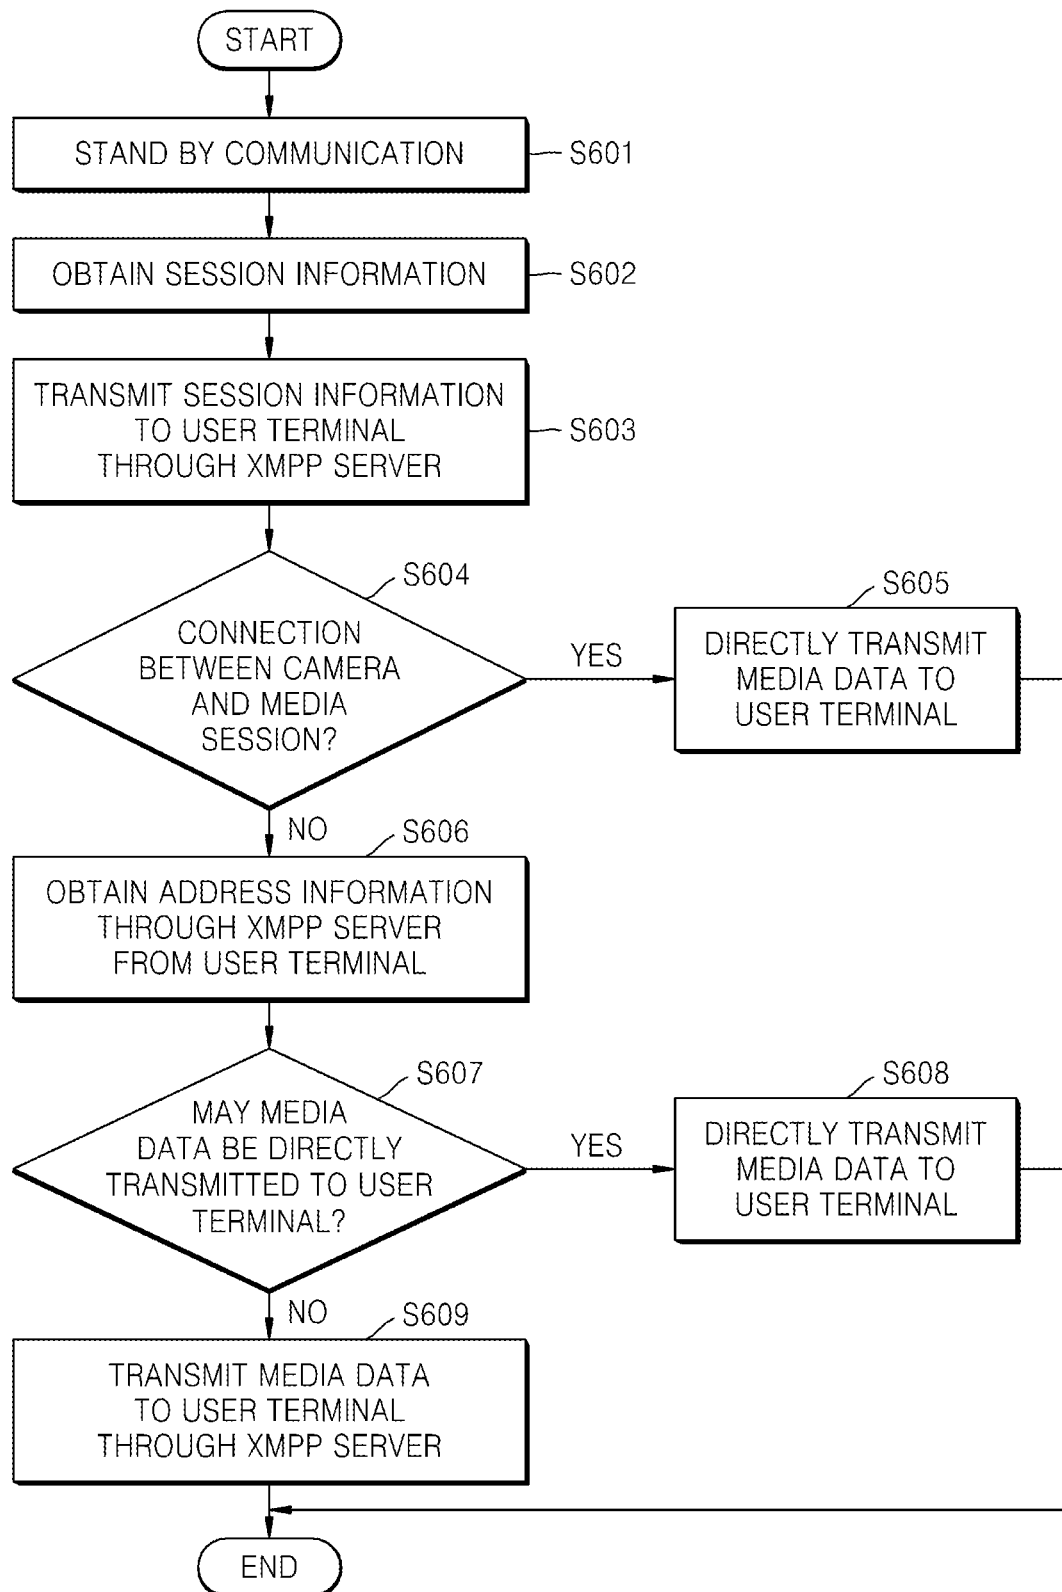 START
STAND BY COMMUNICATION
S601
OBTAIN SESSION INFORMATION
S602
TRANSMIT SESSION INFORMATION
TO USER TERMINAL
THROUGH XMPP SERVER
S603
S604
CONNECTION
BETWEEN CAMERA
AND MEDIA
SESSION?
YES
S605
DIRECTLY TRANSMIT
MEDIA DATA TO
USER TERMINAL
NO
S606
OBTAIN ADDRESS INFORMATION
THROUGH XMPP SERVER
FROM USER TERMINAL
S607
MAY MEDIA
DATA BE DIRECTLY
TRANSMITTED TO USER
TERMINAL?
YES
S608
DIRECTLY TRANSMIT
MEDIA DATA TO
USER TERMINAL
NO
S609
TRANSMIT MEDIA DATA
TO USER TERMINAL
THROUGH XMPP SERVER
END